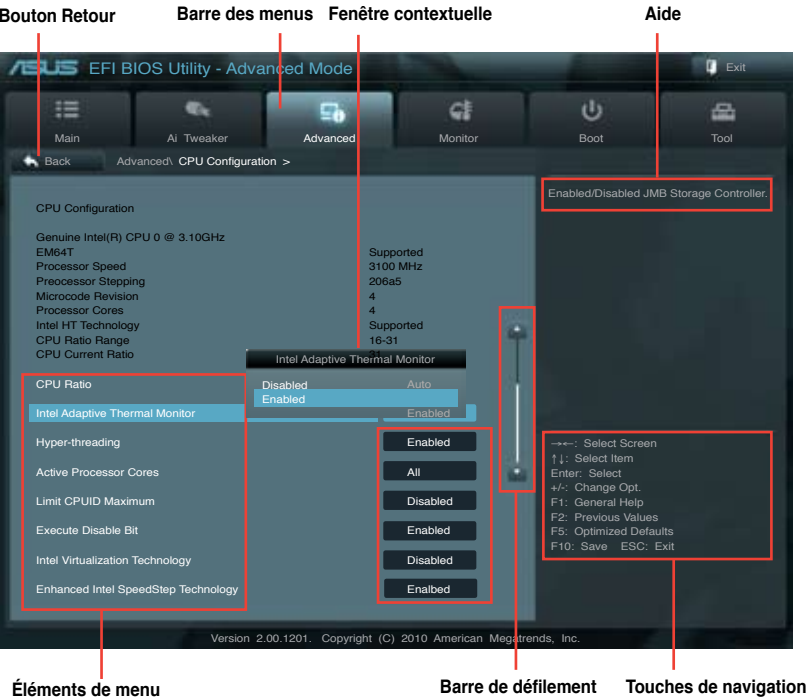 Bouton Retour
Barre des menus
Fenêtre contextuelle
Aide
ASUS EFI BIOS Utility - Advanced Mode
Exit
Main
Ai Tweaker
Advanced
Monitor
Boot
Tool
Back
Advanced\ CPU Configuration >
Enabled/Disabled JMB Storage Controller.
CPU Configuration
Genuine Intel(R) CPU 0 @ 3.10GHz
EM64T Supported
Processor Speed 3100 MHz
Preocessor Stepping 206a5
Microcode Revision 4
Processor Cores 4
Intel HT Technology Supported
CPU Ratio Range 16-31
CPU Current Ratio
Intel Adaptive Thermal Monitor
Disabled
Enabled
CPU Ratio Auto
Intel Adaptive Thermal Monitor Enabled
Hyper-threading Enabled
Active Processor Cores All
Limit CPUID Maximum Disabled
Execute Disable Bit Enabled
Intel Virtualization Technology Disabled
Enhanced Intel SpeedStep Technology Enalbed
→←: Select Screen
↑↓: Select Item
Enter: Select
+/-: Change Opt.
F1: General Help
F2: Previous Values
F5: Optimized Defaults
F10: Save ESC: Exit
Version 2.00.1201. Copyright (C) 2010 American Megatrends, Inc.
Éléments de menu
Barre de défilement
Touches de navigation